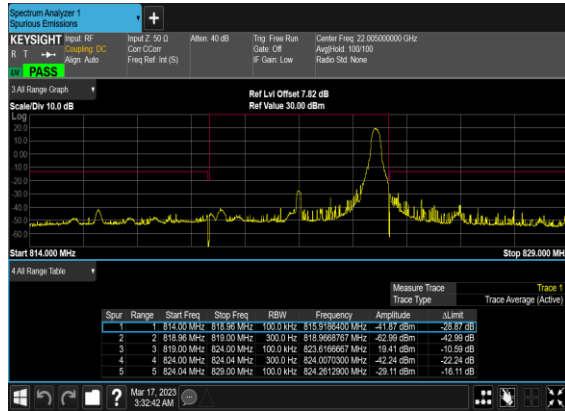 Spectrum Analyzer 1
Spurious Emissions
KEYSIGHT Input: RF Input Z: 50 Ω Atten: 40 dB Trig: Free Run Center Freq: 22.005000000 GHz
R T Coupling: DC Corr CCorr Gate: Off Avg|Hold: 100/100
Align: Auto Freq Ref: Int (S) IF Gain: Low Radio Std: None
PASS
3 All Range Graph
Ref Lvl Offset 7.82 dB
Scale/Div 10.0 dB Ref Value 30.00 dBm
Log
20.0
10.0
0.00
-10.0
-20.0
-30.0
-40.0
-50.0
-60.0
Start 814.000 MHz Stop 829.000 MH
4 All Range Table
Measure Trace Trace 1
Trace Type Trace Average (Active)
Spur Range Start Freq Stop Freq RBW Frequency Amplitude ΔLimit
1 1 814.00 MHz 818.96 MHz 100.0 kHz 815.9186400 MHz -41.87 dBm -28.87 dB
2 2 818.96 MHz 819.00 MHz 300.0 Hz 818.9668767 MHz -62.99 dBm -42.99 dB
3 3 819.00 MHz 824.00 MHz 100.0 kHz 823.6166667 MHz 19.41 dBm -10.59 dB
4 4 824.00 MHz 824.04 MHz 300.0 Hz 824.0070300 MHz -42.24 dBm -22.24 dB
5 5 824.04 MHz 829.00 MHz 100.0 kHz 824.2612900 MHz -29.11 dBm -16.11 dB
? Mar 17, 2023
3:32:42 AM